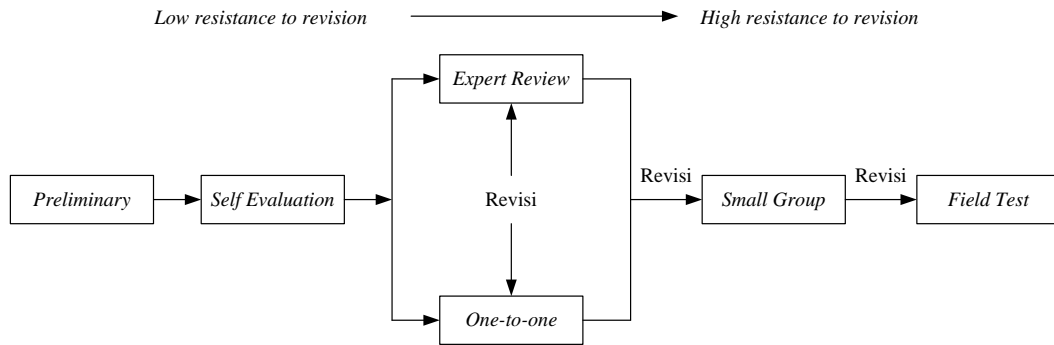 Low resistance to revision
High resistance to revision
Expert Review
Preliminary
Self Evaluation
Revisi
Revisi
Small Group
Revisi
Field Test
One-to-one